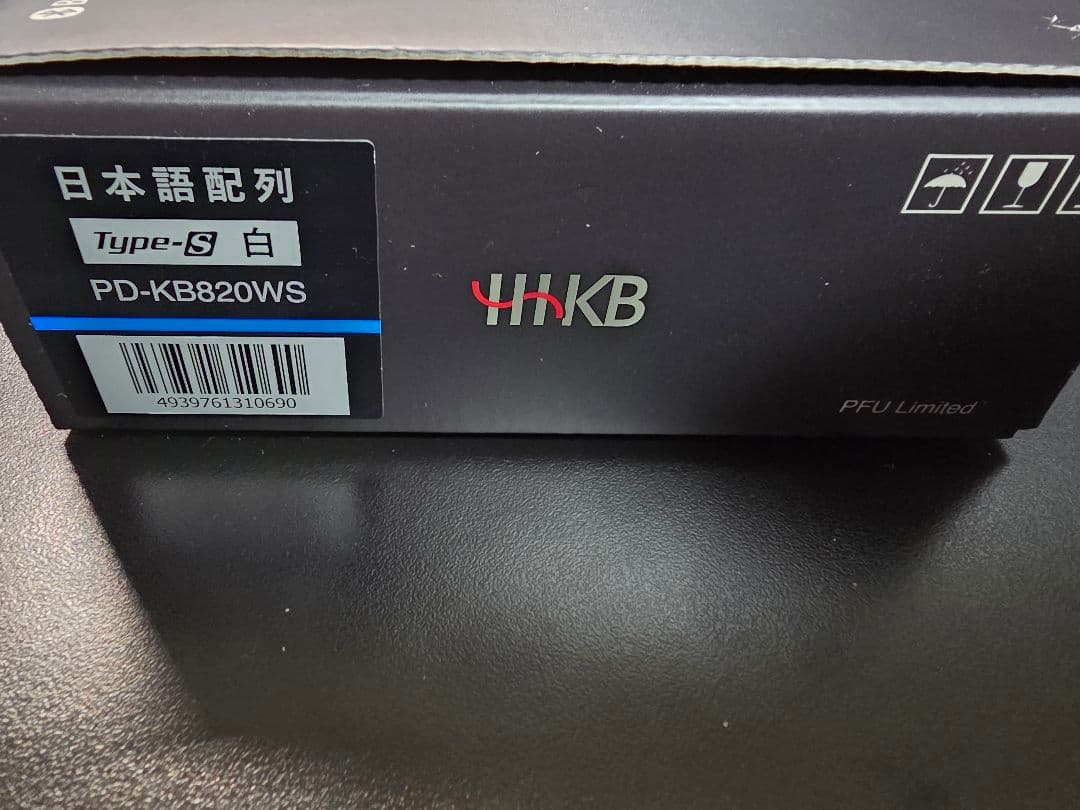 日本語配列
Type-S 白
PD-KB820WS
4939761310690
HHKB
PFU Limited